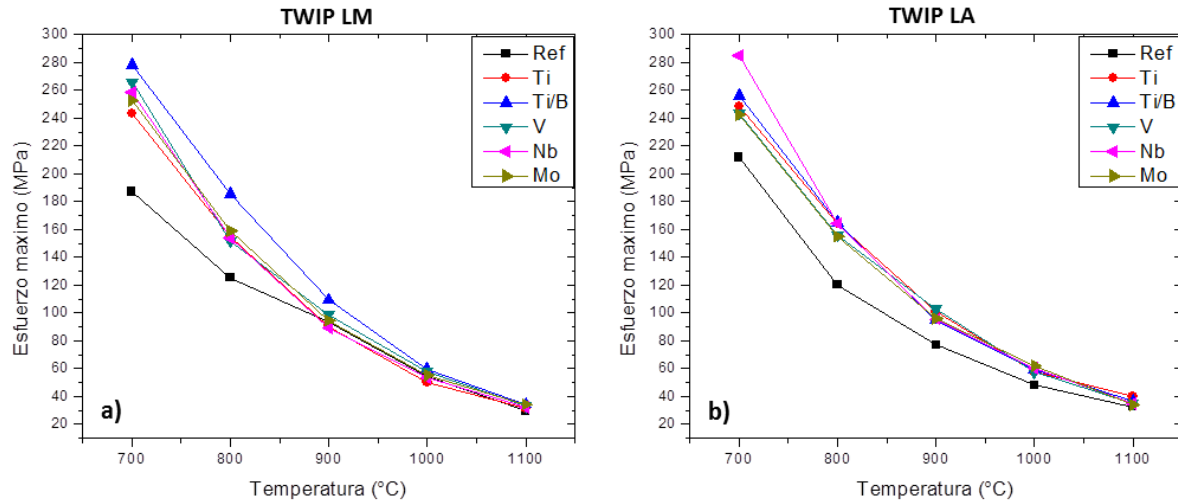 TWIP LM
300
280
260
240
220
200
180
160
140
120
100
80
60
40
20
Esfuerzo maximo (MPa)
Ref
Ti
Ti/B
V
Nb
Mo
a)
700 800 900 1000 1100
Temperatura (°C)
TWIP LA
300
280
260
240
220
200
180
160
140
120
100
80
60
40
20
Esfuerzo maximo (MPa)
Ref
Ti
Ti/B
V
Nb
Mo
b)
700 800 900 1000 1100
Temperatura (°C)